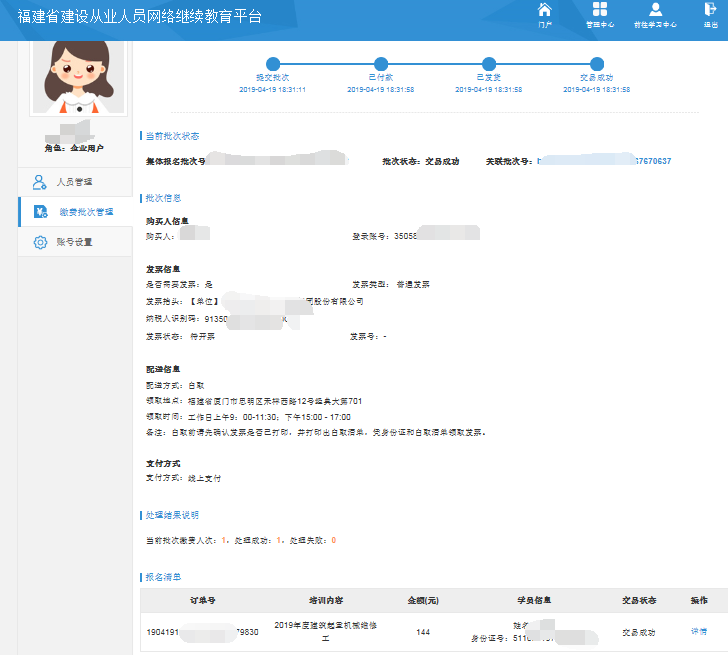 福建省建设从业人员网络继续教育平台
门户 管理中心 前往学习中心 退出
角色：企业用户
人员管理
缴费批次管理
账号设置
提交批次 已付款 已发货 交易成功
2019-04-19 18:31:11 2019-04-19 18:31:58 2019-04-19 18:31:58 2019-04-19 18:31:58
当前批次状态
集体报名批次号 批次状态：交易成功 关联批次号： 57670637
批次信息
购买人信息
购买人： 登录账号：35058
发票信息
是否需要发票：是 发票类型： 普通发票
发票抬头：【单位】 团股份有限公司
纳税人识别码：91350
发票状态： 待开票 发票号：-
配送信息
配送方式：自取
领取地点：福建省厦门市思明区禾祥西路12号经典大第701
领取时间：工作日上午9：00-11:30；下午15:00 - 17:00
备注：自取前请先确认发票是否已打印，并打印出自取清单，凭身份证和自取清单领取发票。
支付方式
支付方式：线上支付
处理结果说明
当前批次缴费人次：1，处理成功：1，处理失败：0
报名清单
订单号 培训内容 金额(元) 学员信息 交易状态 操作
1904191 79830 2019年度建筑起重机械维修工 144 姓名 交易成功 详情
身份证号：5110